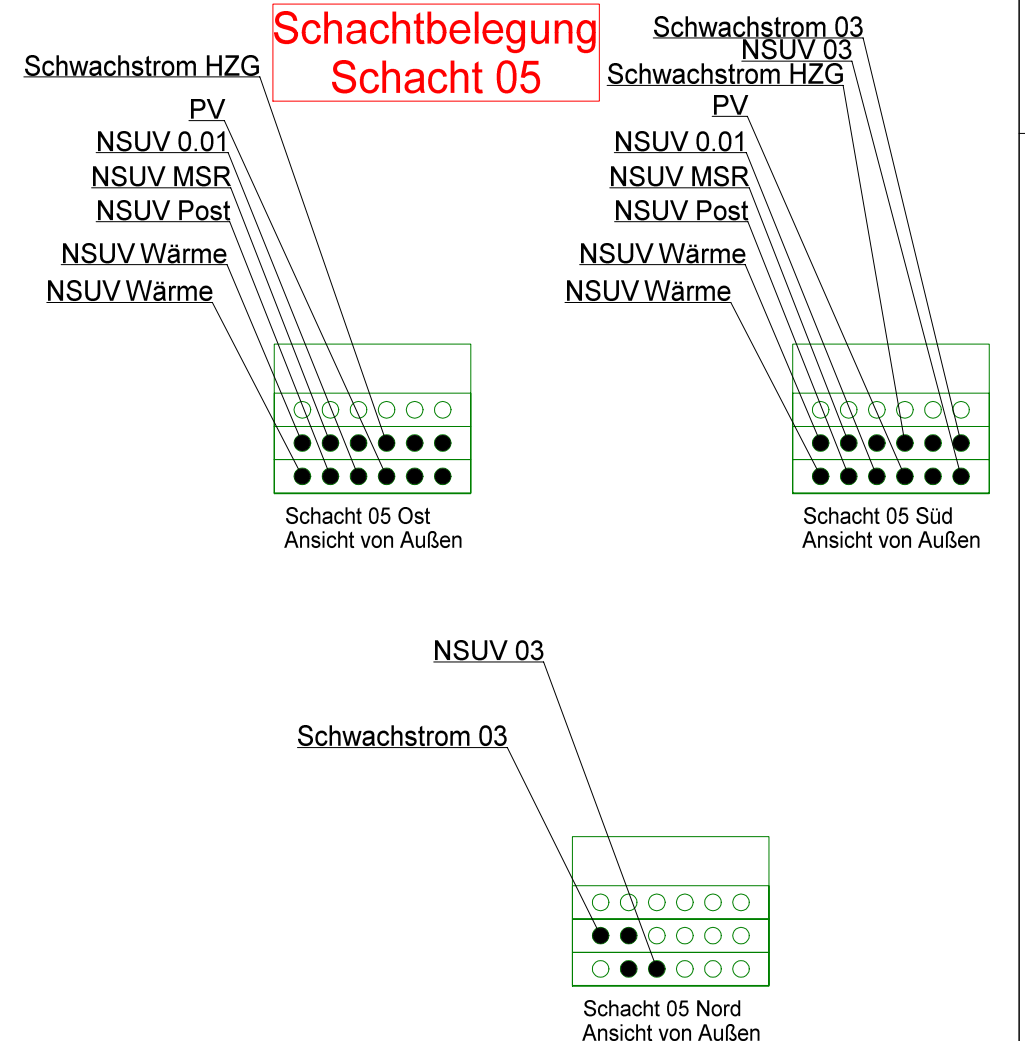 Schachtbelegung
Schacht 05
Schwachstrom HZG
PV
NSUV 0.01
NSUV MSR
NSUV Post
NSUV Wärme
NSUV Wärme
Schacht 05 Ost
Ansicht von Außen
Schwachstrom 03
NSUV 03
Schwachstrom HZG
PV
NSUV 0.01
NSUV MSR
NSUV Post
NSUV Wärme
NSUV Wärme
Schacht 05 Süd
Ansicht von Außen
NSUV 03
Schwachstrom 03
Schacht 05 Nord
Ansicht von Außen